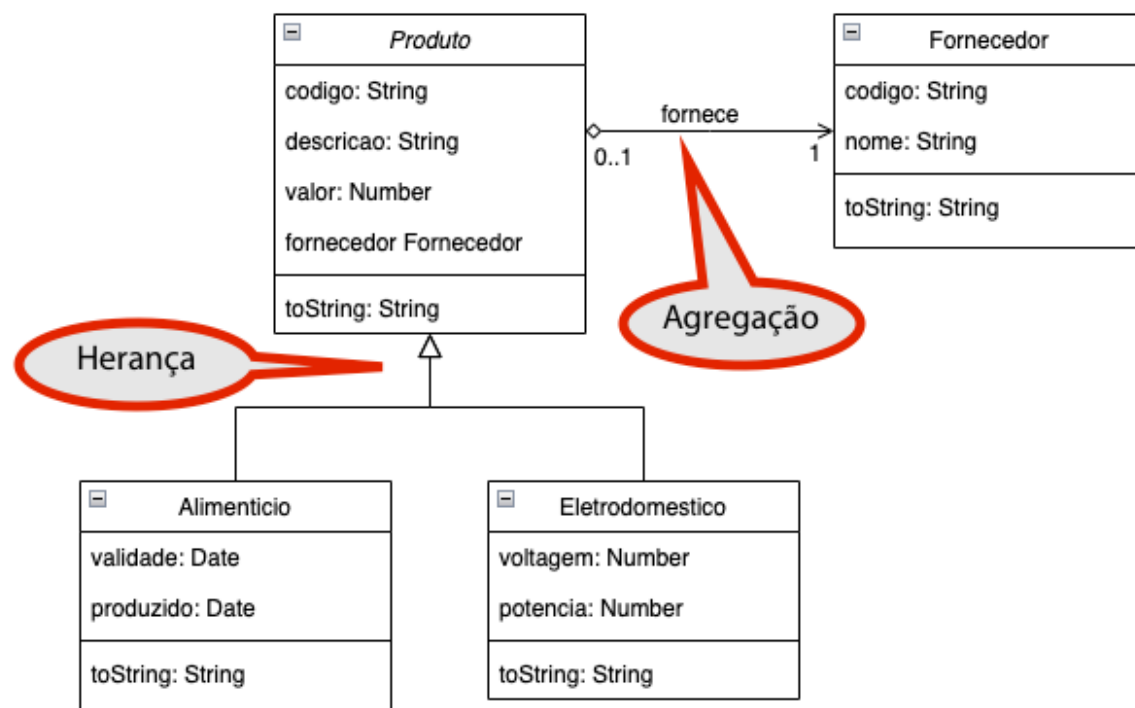 Produto
codigo: String
descricao: String
valor: Number
fornecedor Fornecedor
toString: String
fornece
0..1
1
Fornecedor
codigo: String
nome: String
toString: String
Agregação
Herança
Alimenticio
validade: Date
produzido: Date
toString: String
Eletrodomestico
voltagem: Number
potencia: Number
toString: String